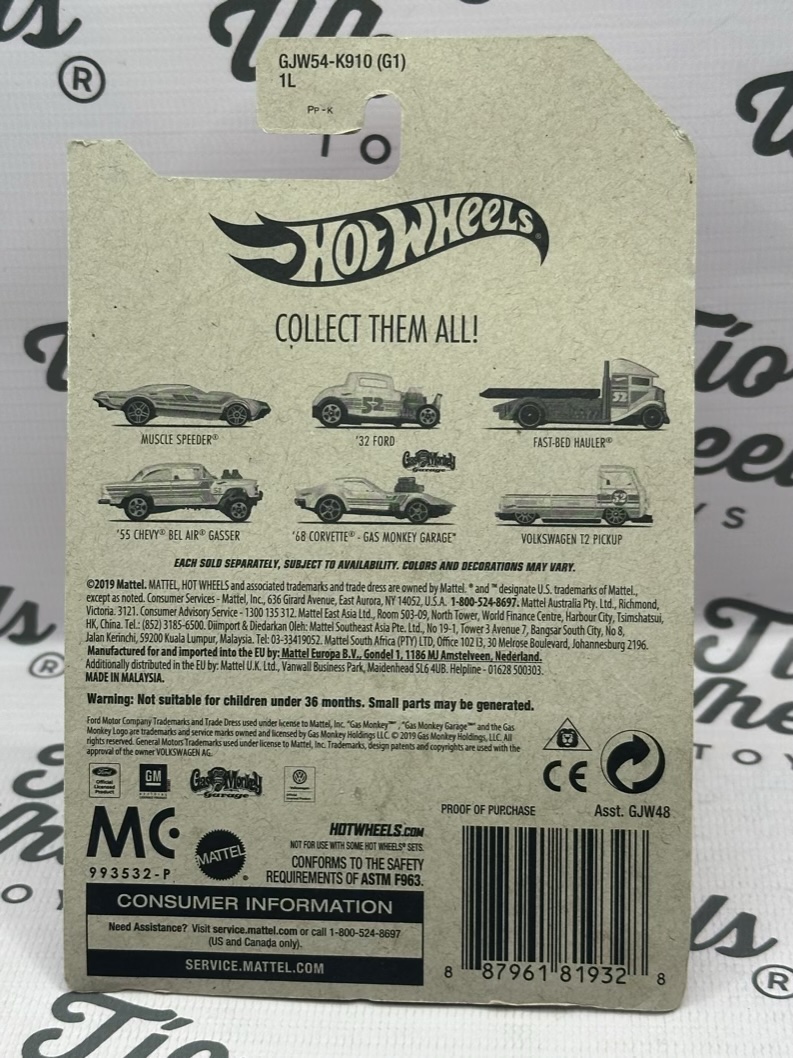 GJW54-K910 (G1)
1L
PP-K
T O
HOT WHEELS
COLLECT THEM ALL!
MUSCLE SPEEDER®
'32 FORD
FAST-BED HAULER®
52
52
Gas Monkey
Garage
'55 CHEVY® BEL AIR® GASSER
'68 CORVETTE® - GAS MONKEY GARAGE™
VOLKSWAGEN T2 PICKUP
52
EACH SOLD SEPARATELY, SUBJECT TO AVAILABILITY. COLORS AND DECORATIONS MAY VARY.
©2019 Mattel. MATTEL, HOT WHEELS and associated trademarks and trade dress are owned by Mattel. ® and ™ designate U.S. trademarks of Mattel.,
except as noted. Consumer Services - Mattel, Inc., 636 Girard Avenue, East Aurora, NY 14052, U.S.A. 1-800-524-8697. Mattel Australia Pty. Ltd., Richmond,
Victoria. 3121. Consumer Advisory Service - 1300 135 312. Mattel East Asia Ltd., Room 503-09, North Tower, World Finance Centre, Harbour City, Tsimshatsui,
HK, China. Tel.: (852) 3185-6500. Diimport & Diedarkan Oleh: Mattel Southeast Asia Pte. Ltd., No 19-1, Tower 3 Avenue 7, Bangsar South City, No 8,
Jalan Kerinchi, 59200 Kuala Lumpur, Malaysia. Tel: 03-33419052. Mattel South Africa (PTY) LTD, Office 102 I3, 30 Melrose Boulevard, Johannesburg 2196.
Manufactured for and imported into the EU by: Mattel Europa B.V., Gondel 1, 1186 MJ Amstelveen, Nederland.
Additionally distributed in the EU by: Mattel U.K. Ltd., Vanwall Business Park, Maidenhead SL6 4UB. Helpline - 01628 500303.
MADE IN MALAYSIA.
Warning: Not suitable for children under 36 months. Small parts may be generated.
Ford Motor Company Trademarks and Trade Dress used under license to Mattel, Inc. "Gas Monkey™", "Gas Monkey Garage™" and the Gas
Monkey Logo are trademarks and service marks owned and licensed by Gas Monkey Holdings LLC. © 2019 Gas Monkey Holdings, LLC. All
rights reserved. General Motors Trademarks used under license to Mattel, Inc. Trademarks, design patents and copyrights are used with the
approval of the owner VOLKSWAGEN AG.
Ford
Official
Licensed
Product
GM
Gas Monkey
Garage
CE
PROOF OF PURCHASE
Asst. GJW48
MC
993532-P
MATTEL
HOTWHEELS.COM
NOT FOR USE WITH SOME HOT WHEELS® SETS.
CONFORMS TO THE SAFETY
REQUIREMENTS OF ASTM F963.
CONSUMER INFORMATION
Need Assistance? Visit service.mattel.com or call 1-800-524-8697
(US and Canada only).
SERVICE.MATTEL.COM
8 87961 81932 8